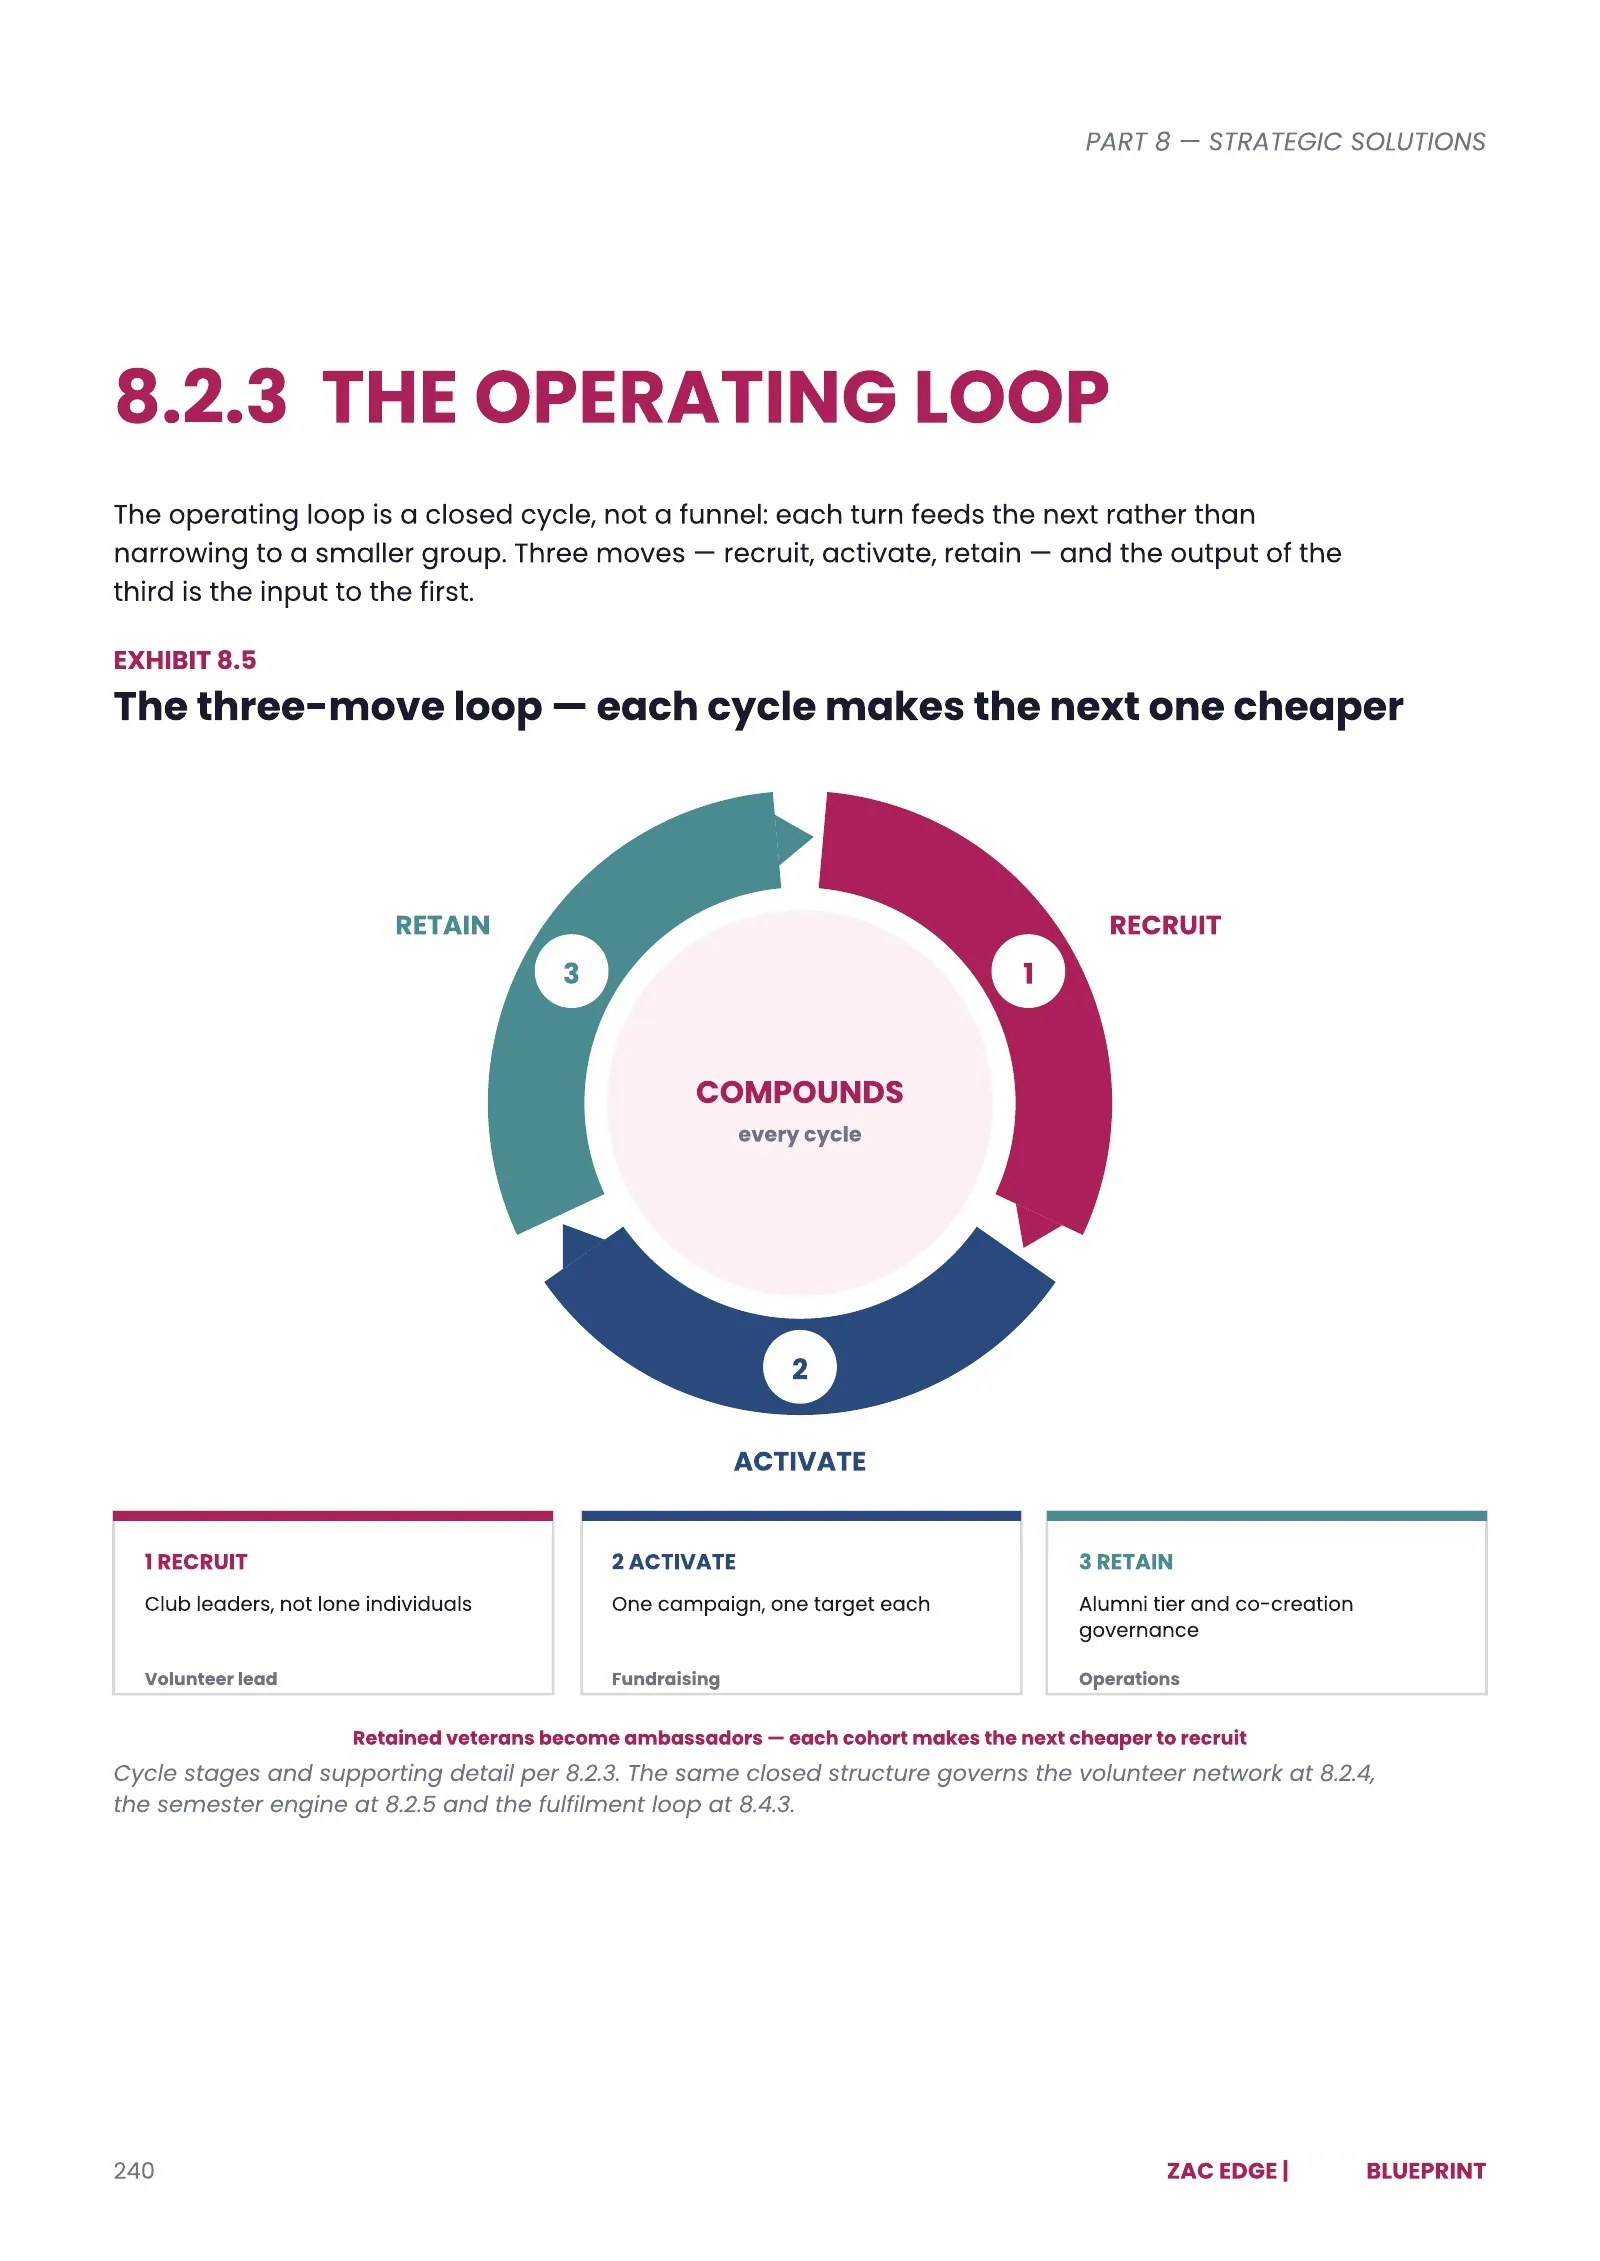 PART 8 — STRATEGIC SOLUTIONS
8.2.3 THE OPERATING LOOP
The operating loop is a closed cycle, not a funnel: each turn feeds the next rather than
narrowing to a smaller group. Three moves — recruit, activate, retain — and the output of the
third is the input to the first.
EXHIBIT 8.5
The three-move loop — each cycle makes the next one cheaper
RETAIN
RECRUIT
3
1
COMPOUNDS
every cycle
2
ACTIVATE
1 RECRUIT
Club leaders, not lone individuals
Volunteer lead
2 ACTIVATE
One campaign, one target each
Fundraising
3 RETAIN
Alumni tier and co-creation
governance
Operations
Retained veterans become ambassadors — each cohort makes the next cheaper to recruit
Cycle stages and supporting detail per 8.2.3. The same closed structure governs the volunteer network at 8.2.4,
the semester engine at 8.2.5 and the fulfilment loop at 8.4.3.
240
ZAC EDGE | BLUEPRINT